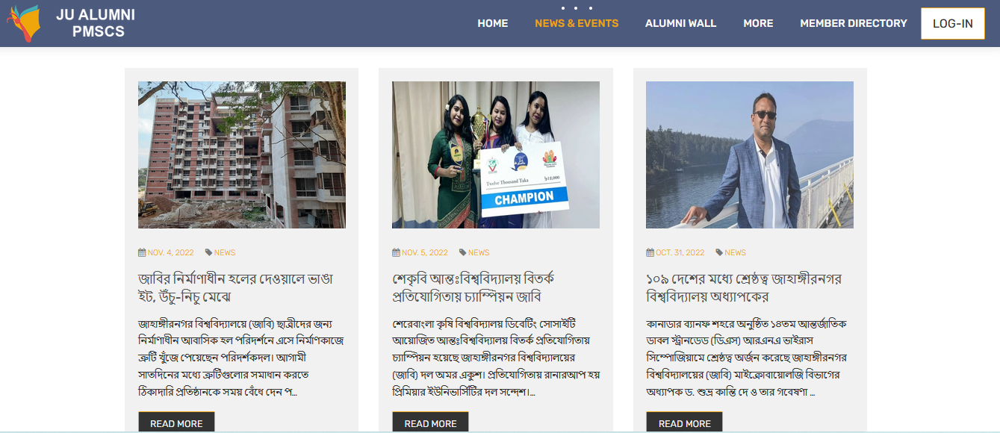 JU ALUMNI
PMSCS
HOME
NEWS & EVENTS
ALUMNI WALL
MORE
MEMBER DIRECTORY
LOG-IN
Twelve Thousand Taka
CHAMPION
NOV. 4, 2022 NEWS
জাবির নির্মাণাধীন হলের দেওয়ালে ভাঙা
ইট, উঁচু-নিচু মেঝে
জাহাঙ্গীরনগর বিশ্ববিদ্যালয়ে (জাবি) ছাত্রীদের জন্য
নির্মাণাধীন আবাসিক হল পরিদর্শনে এসে নির্মাণকাজে
ত্রুটি খুঁজে পেয়েছেন পরিদর্শকদল। আগামী
সাতদিনের মধ্যে ত্রুটিগুলোর সমাধান করতে
ঠিকাদারি প্রতিষ্ঠানকে সময় বেঁধে দেন প...
READ MORE
NOV. 5, 2022 NEWS
শেকৃবি আন্তঃবিশ্ববিদ্যালয় বিতর্ক
প্রতিযোগিতায় চ্যাম্পিয়ন জাবি
শেরেবাংলা কৃষি বিশ্ববিদ্যালয় ডিবেটিং সোসাইটি
আয়োজিত আন্তঃবিশ্ববিদ্যালয় বিতর্ক প্রতিযোগিতায়
চ্যাম্পিয়ন হয়েছে জাহাঙ্গীরনগর বিশ্ববিদ্যালয়ের
(জাবি) দল অমর একুশ। প্রতিযোগিতায় রানারআপ হয়
প্রিমিয়ার ইউনিভার্সিটির দল সন্দেশ।...
READ MORE
OCT. 31, 2022 NEWS
১০৯ দেশের মধ্যে শ্রেষ্ঠত্ব জাহাঙ্গীরনগর
বিশ্ববিদ্যালয় অধ্যাপকের
কানাডার ব্যানফ শহরে অনুষ্ঠিত ১৪তম আন্তর্জাতিক
ডাবল স্ট্রানডেড (ডিএস) আরএনএ ভাইরাস
সিম্পোজিয়ামে শ্রেষ্ঠত্ব অর্জন করেছে জাহাঙ্গীরনগর
বিশ্ববিদ্যালয়ের (জাবি) মাইক্রোবায়োলজি বিভাগের
অধ্যাপক ড. শুভ্র কান্তি দে ও তার গবেষণা ...
READ MORE